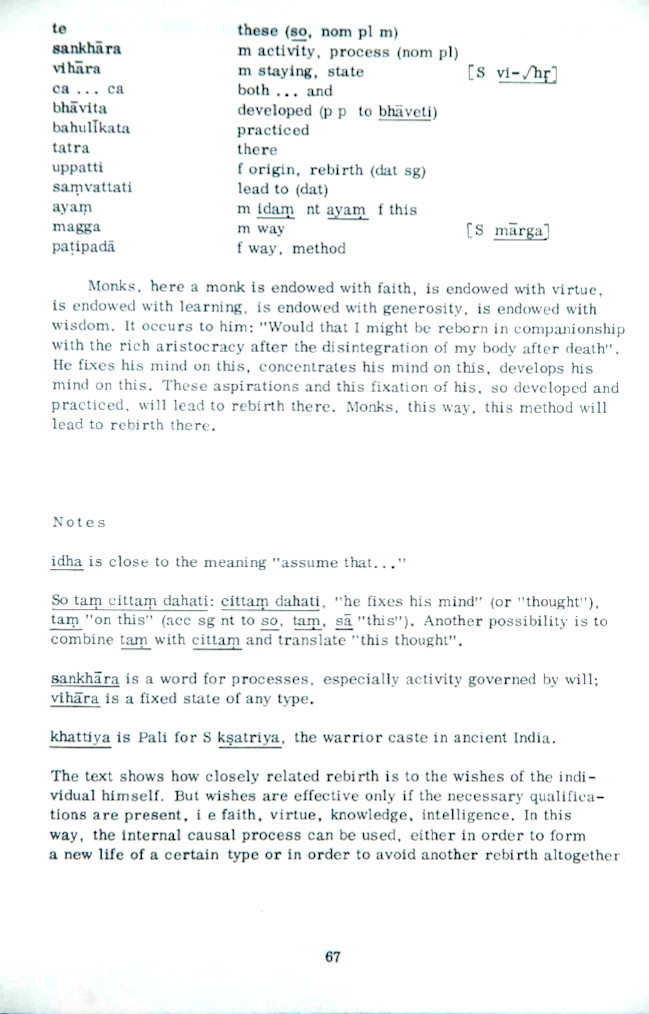 te these (so, nom pl m)
sankhāra m activity, process (nom pl)
vihāra m staying, state [S vi-√hṛ]
ca ... ca both ... and
bhāvita developed (p p to bhāveti)
bahulīkata practiced
tatra there
uppatti f origin, rebirth (dat sg)
saṃvattati lead to (dat)
ayaṃ m idaṃ nt ayaṃ f this
magga m way [S mārga]
paṭipadā f way, method
Monks, here a monk is endowed with faith, is endowed with virtue,
is endowed with learning, is endowed with generosity, is endowed with
wisdom. It occurs to him: "Would that I might be reborn in companionship
with the rich aristocracy after the disintegration of my body after death".
He fixes his mind on this, concentrates his mind on this, develops his
mind on this. These aspirations and this fixation of his, so developed and
practiced, will lead to rebirth there. Monks, this way, this method will
lead to rebirth there.
Notes
idha is close to the meaning "assume that..."
So taṃ cittaṃ dahati: cittaṃ dahati, "he fixes his mind" (or "thought"),
taṃ "on this" (acc sg nt to so, taṃ, sā "this"). Another possibility is to
combine taṃ with cittaṃ and translate "this thought".
sankhāra is a word for processes, especially activity governed by will;
vihāra is a fixed state of any type.
khattiya is Pali for S kṣatriya, the warrior caste in ancient India.
The text shows how closely related rebirth is to the wishes of the indi-
vidual himself. But wishes are effective only if the necessary qualifica-
tions are present, i e faith, virtue, knowledge, intelligence. In this
way, the internal causal process can be used, either in order to form
a new life of a certain type or in order to avoid another rebirth altogether
67